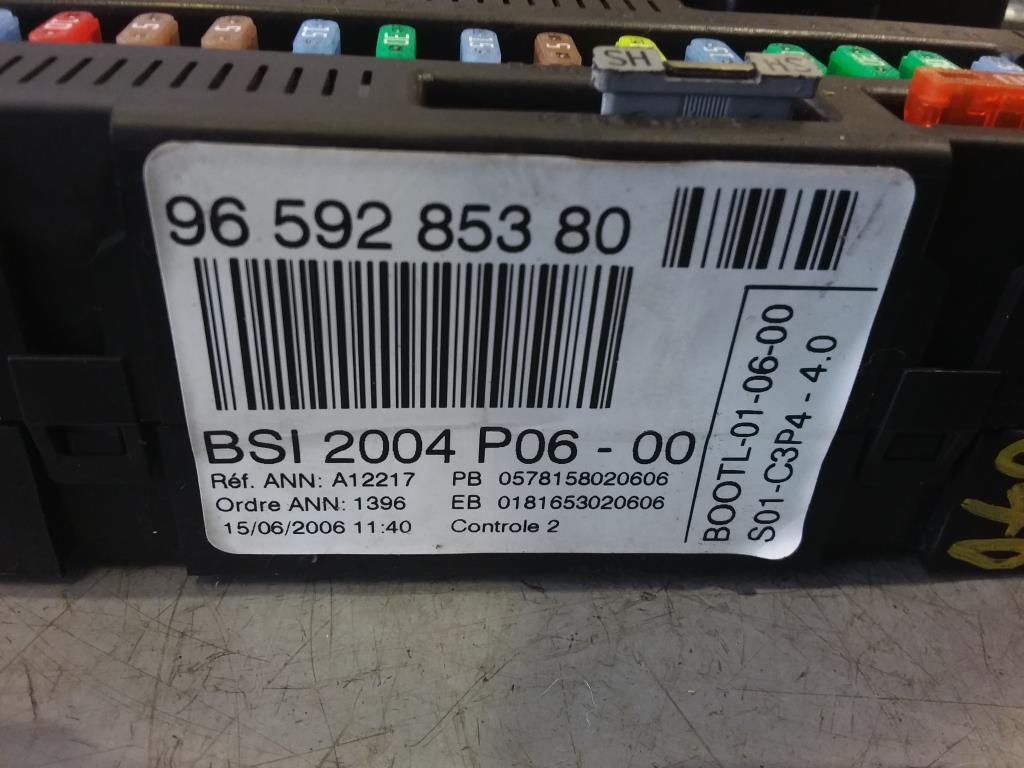 SH HS
96 592 853 80
BSI 2004 P06 - 00
Réf. ANN: A12217 PB 0578158020606
Ordre ANN: 1396 EB 0181653020606
15/06/2006 11:40 Controle 2
BOOTL-01-06-00
S01-C3P4 - 4.0